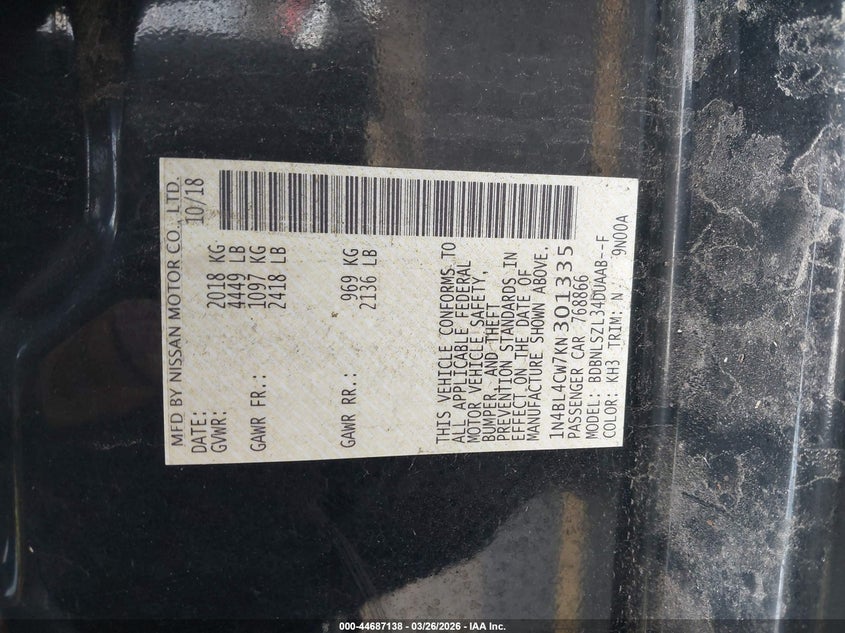 MFD BY NISSAN MOTOR CO., LTD
DATE: 10/18
GVWR: 2018 KG
4449 LB
GAWR FR.: 1097 KG
2418 LB
GAWR RR.: 969 KG
2136 LB
THIS VEHICLE CONFORMS TO
ALL APPLICABLE FEDERAL
MOTOR VEHICLE SAFETY,
BUMPER, AND THEFT
PREVENTION STANDARDS IN
EFFECT ON THE DATE OF
MANUFACTURE SHOWN ABOVE.
1N4BL4CW7KN301335
PASSENGER CAR 768866
MODEL: BDBNLSZL34DUAAB--F
COLOR: KH3 TRIM: N 9N00A
000-44687138 - 03/26/2026 - IAA Inc.